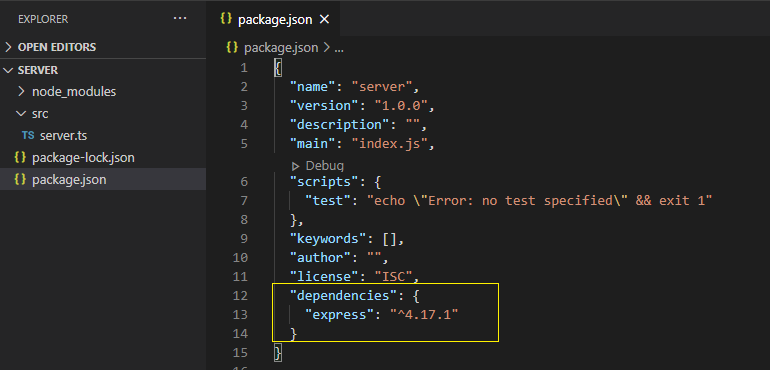 EXPLORER
···
OPEN EDITORS
SERVER
node_modules
src
TS server.ts
{} package-lock.json
{} package.json
{} package.json ×
{} package.json > ...
1 {
2 "name": "server",
3 "version": "1.0.0",
4 "description": "",
5 "main": "index.js",
Debug
6 "scripts": {
7 "test": "echo \"Error: no test specified\" && exit 1"
8 },
9 "keywords": [],
10 "author": "",
11 "license": "ISC",
12 "dependencies": {
13 "express": "^4.17.1"
14 }
15 }
16